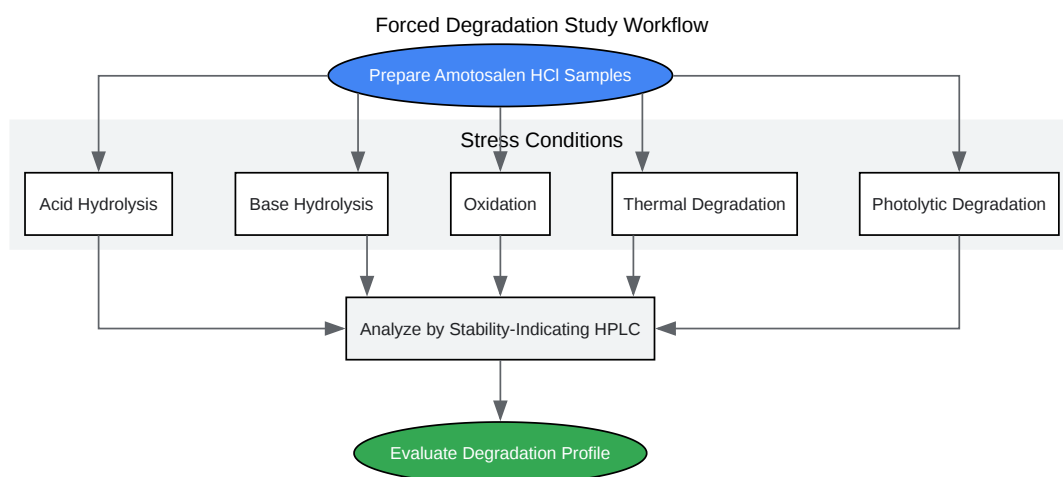 Forced Degradation Study Workflow
Prepare Amotosalen HCl Samples
Stress Conditions
Acid Hydrolysis
Base Hydrolysis
Oxidation
Thermal Degradation
Photolytic Degradation
Analyze by Stability-Indicating HPLC
Evaluate Degradation Profile